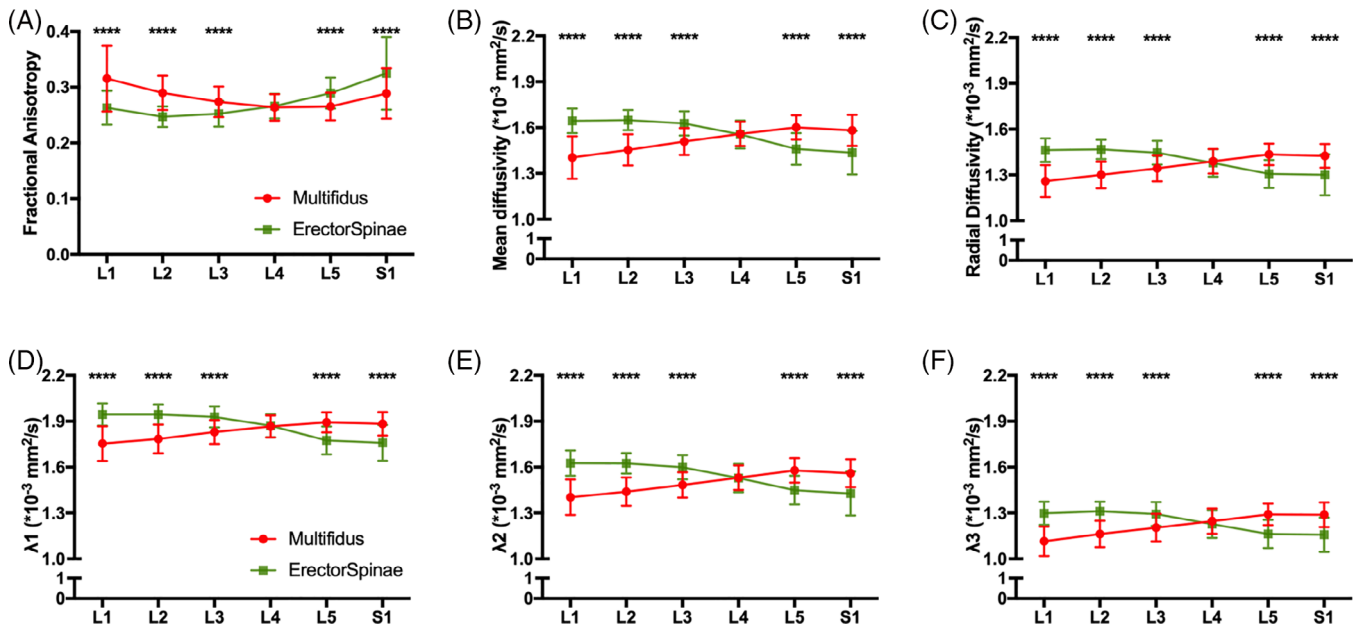 (A)
Fractional Anisotropy
0.4
0.3
0.2
0.1
0.0
**** **** **** **** ****
Multifidus
ErectorSpinae
L1 L2 L3 L4 L5 S1
(B)
Mean diffusivity (*10⁻³ mm²/s)
2.2
1.9
1.6
1.3
1.0
1
0
**** **** **** **** ****
L1 L2 L3 L4 L5 S1
(C)
Radial Diffusivity (*10⁻³ mm²/s)
2.2
1.9
1.6
1.3
1.0
1
0
**** **** **** **** ****
L1 L2 L3 L4 L5 S1
(D)
λ1 (*10⁻³ mm²/s)
2.2
1.9
1.6
1.3
1.0
1
0
**** **** **** **** ****
Multifidus
ErectorSpinae
L1 L2 L3 L4 L5 S1
(E)
λ2 (*10⁻³ mm²/s)
2.2
1.9
1.6
1.3
1.0
1
0
**** **** **** **** ****
L1 L2 L3 L4 L5 S1
(F)
λ3 (*10⁻³ mm²/s)
2.2
1.9
1.6
1.3
1.0
1
0
**** **** **** **** ****
L1 L2 L3 L4 L5 S1